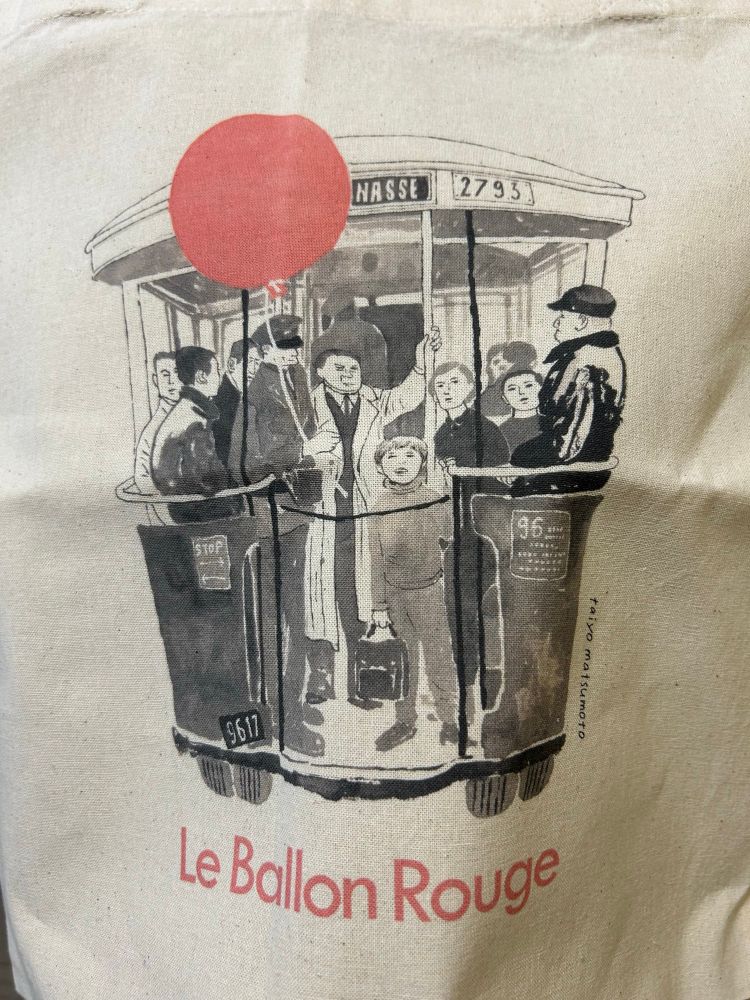 NASSE
2793
STOP
96
taiyo matsumoto
9617
Le Ballon Rouge